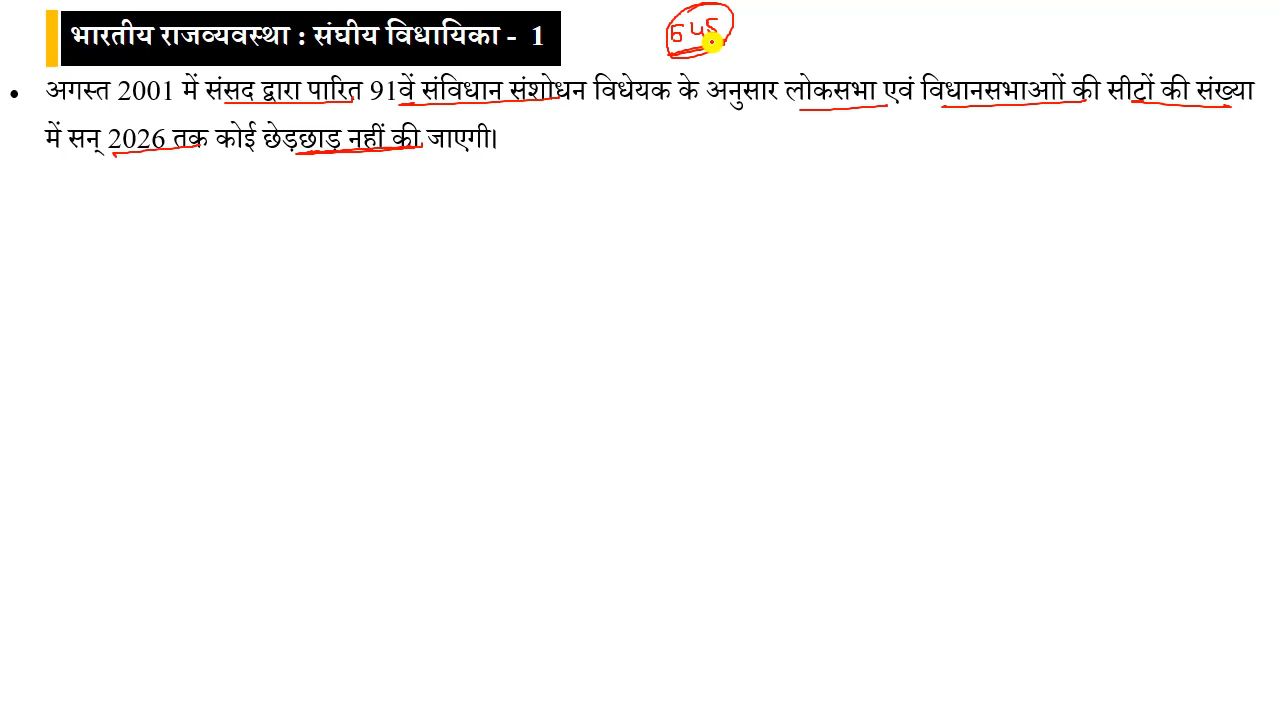 भारतीय राजव्यवस्था : संघीय विधायिका - 1
545
अगस्त 2001 में संसद द्वारा पारित 91वें संविधान संशोधन विधेयक के अनुसार लोकसभा एवं विधानसभाओं की सीटों की संख्या
में सन् 2026 तक कोई छेड़छाड़ नहीं की जाएगी।